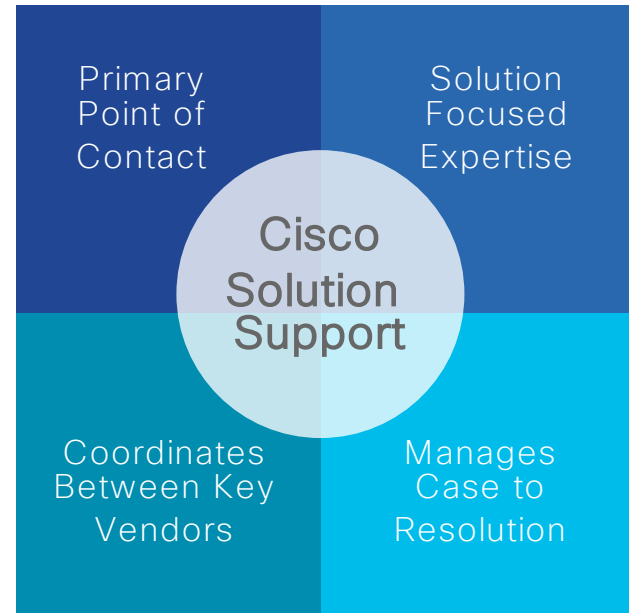 Primary
Point of
Contact
Solution
Focused
Expertise
Cisco
Solution
Support
Coordinates
Between Key
Vendors
Manages
Case to
Resolution